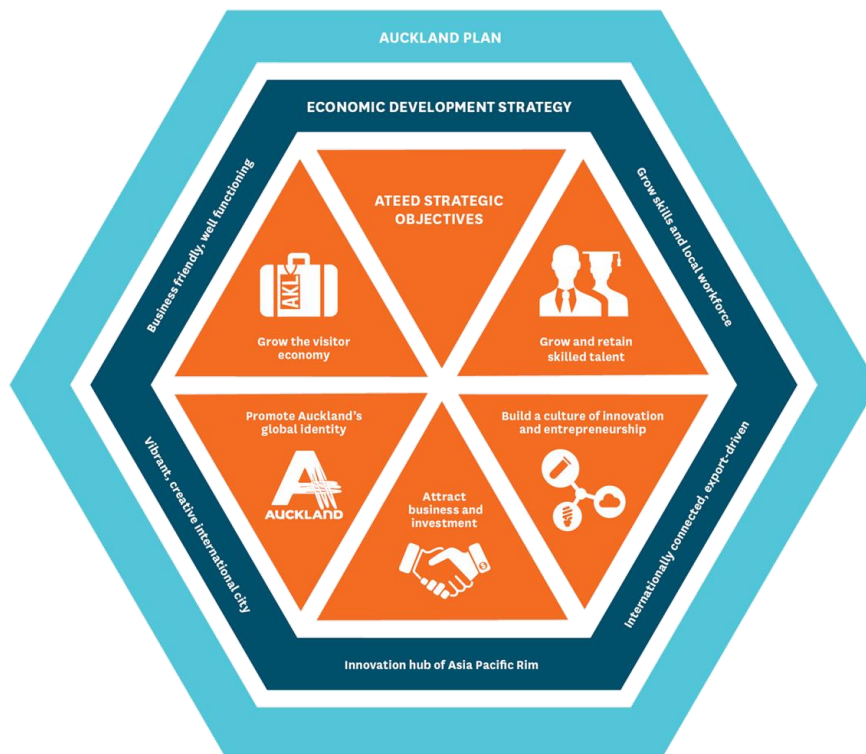 AUCKLAND PLAN
ECONOMIC DEVELOPMENT STRATEGY
Business friendly, well functioning
Grow skills and local workforce
ATEED STRATEGIC
OBJECTIVES
AKL
Grow the visitor
economy
Grow and retain
skilled talent
Promote Auckland's
global identity
AUCKLAND
Attract
business and
investment
$
Build a culture of innovation
and entrepreneurship
Vibrant, creative international city
Internationally connected, export-driven
Innovation hub of Asia Pacific Rim